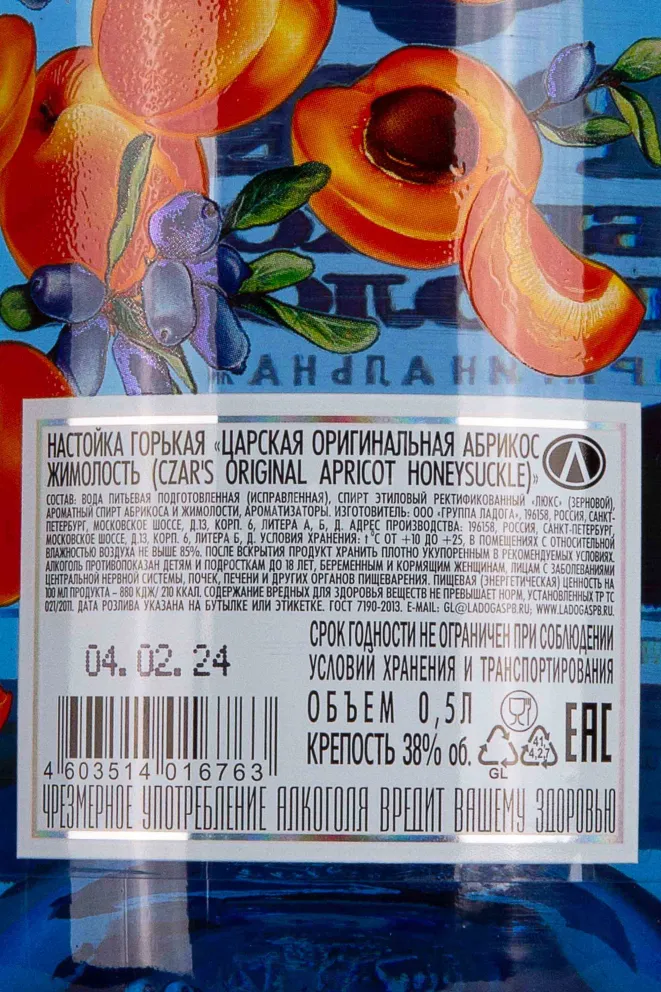 НАСТОЙКА ГОРЬКАЯ «ЦАРСКАЯ ОРИГИНАЛЬНАЯ АБРИКОС
ЖИМОЛОСТЬ (CZAR'S ORIGINAL APRICOT HONEYSUCKLE)»
СОСТАВ: ВОДА ПИТЬЕВАЯ ПОДГОТОВЛЕННАЯ (ИСПРАВЛЕННАЯ), СПИРТ ЭТИЛОВЫЙ РЕКТИФИКОВАННЫЙ «ЛЮКС» (ЗЕРНОВОЙ),
АРОМАТНЫЙ СПИРТ АБРИКОСА И ЖИМОЛОСТИ, АРОМАТИЗАТОРЫ. ИЗГОТОВИТЕЛЬ: ООО «ГРУППА ЛАДОГА», 196158, РОССИЯ, САНКТ-
ПЕТЕРБУРГ, МОСКОВСКОЕ ШОССЕ, Д.13, КОРП. 6, ЛИТЕРА А, Б, Д. АДРЕС ПРОИЗВОДСТВА: 196158, РОССИЯ, САНКТ-ПЕТЕРБУРГ,
МОСКОВСКОЕ ШОССЕ, Д.13, КОРП. 6, ЛИТЕРА Б, Д. УСЛОВИЯ ХРАНЕНИЯ: t °С ОТ +10 ДО +25, В ПОМЕЩЕНИЯХ С ОТНОСИТЕЛЬНОЙ
ВЛАЖНОСТЬЮ ВОЗДУХА НЕ ВЫШЕ 85%. ПОСЛЕ ВСКРЫТИЯ ПРОДУКТ ХРАНИТЬ ПЛОТНО УКУПОРЕННЫМ В РЕКОМЕНДУЕМЫХ УСЛОВИЯХ.
АЛКОГОЛЬ ПРОТИВОПОКАЗАН ДЕТЯМ И ПОДРОСТКАМ ДО 18 ЛЕТ, БЕРЕМЕННЫМ И КОРМЯЩИМ ЖЕНЩИНАМ, ЛИЦАМ С ЗАБОЛЕВАНИЯМИ
ЦЕНТРАЛЬНОЙ НЕРВНОЙ СИСТЕМЫ, ПОЧЕК, ПЕЧЕНИ И ДРУГИХ ОРГАНОВ ПИЩЕВАРЕНИЯ. ПИЩЕВАЯ (ЭНЕРГЕТИЧЕСКАЯ) ЦЕННОСТЬ НА
100 МЛ ПРОДУКТА – 880 КДЖ/ 210 ККАЛ. СОДЕРЖАНИЕ ВРЕДНЫХ ДЛЯ ЗДОРОВЬЯ ВЕЩЕСТВ НЕ ПРЕВЫШАЕТ НОРМ, УСТАНОВЛЕННЫХ ТР ТС
021/2011. ДАТА РОЗЛИВА УКАЗАНА НА БУТЫЛКЕ ИЛИ ЭТИКЕТКЕ. ГОСТ 7190-2013. E-MAIL: GL@LADOGASPB.RU; WWW.LADOGASPB.RU.
СРОК ГОДНОСТИ НЕ ОГРАНИЧЕН ПРИ СОБЛЮДЕНИИ
УСЛОВИЙ ХРАНЕНИЯ И ТРАНСПОРТИРОВАНИЯ
04.02.24
ОБЪЕМ 0,5Л
КРЕПОСТЬ 38% об.
GL
41
4,2,7
EAC
4 603514 016763
ЧРЕЗМЕРНОЕ УПОТРЕБЛЕНИЕ АЛКОГОЛЯ ВРЕДИТ ВАШЕМУ ЗДОРОВЬЮ